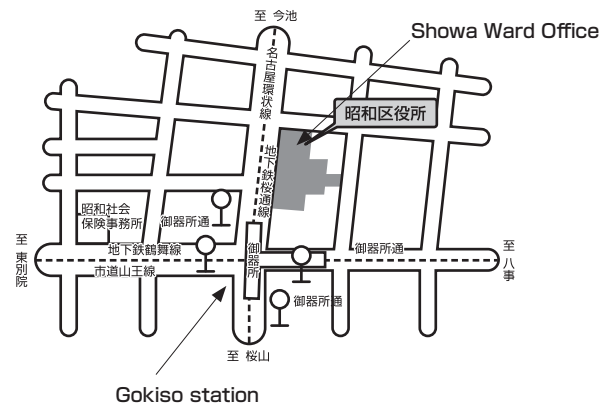 至 今池
Showa Ward Office
名古屋環状線
昭和区役所
地下鉄桜通線
昭和社会
保険事務所
御器所通
至 東別院
地下鉄鶴舞線
御器所
御器所通
至 八事
市道山王線
御器所通
至 桜山
Gokiso station